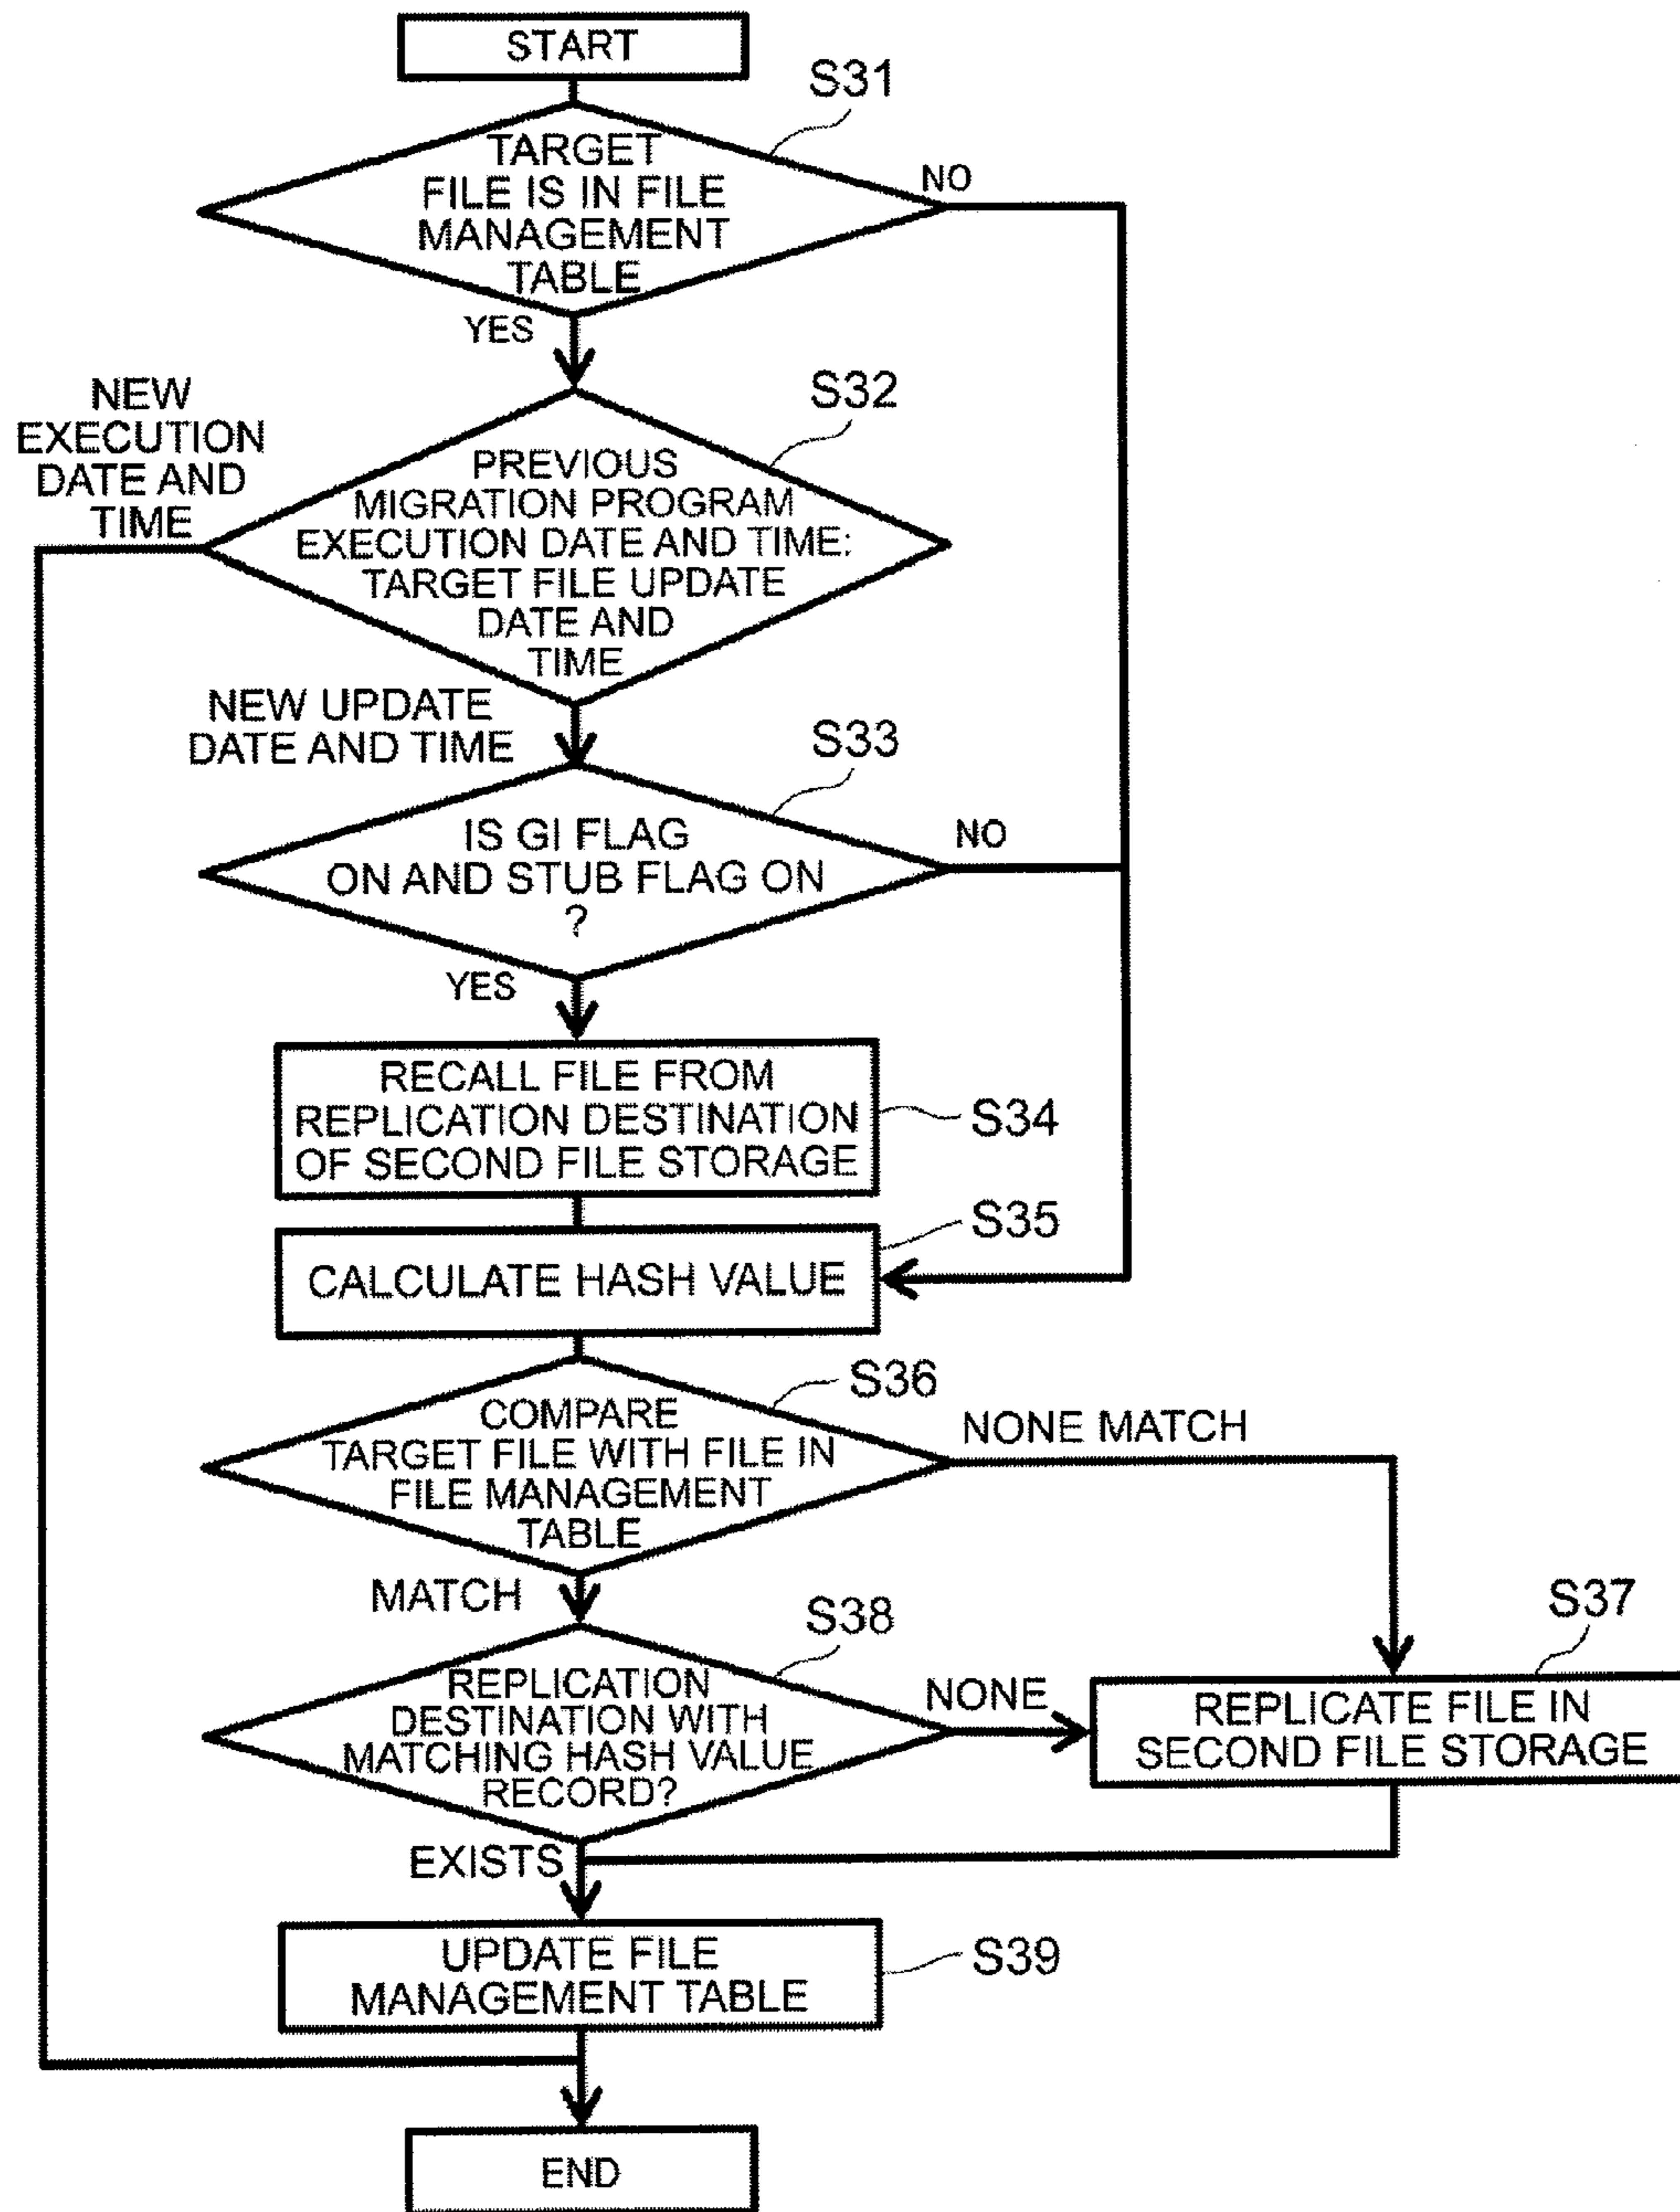 START
S31
TARGET
FILE IS IN FILE
MANAGEMENT
TABLE
NO
YES
S32
NEW
EXECUTION
DATE AND
TIME
PREVIOUS
MIGRATION PROGRAM
EXECUTION DATE AND TIME:
TARGET FILE UPDATE
DATE AND
TIME
NEW UPDATE
DATE AND TIME
S33
IS GI FLAG
ON AND STUB FLAG ON
?
NO
YES
RECALL FILE FROM
REPLICATION DESTINATION
OF SECOND FILE STORAGE
S34
S35
CALCULATE HASH VALUE
S36
COMPARE
TARGET FILE WITH FILE IN
FILE MANAGEMENT
TABLE
NONE MATCH
MATCH
S38
S37
REPLICATION
DESTINATION WITH
MATCHING HASH VALUE
RECORD?
NONE
REPLICATE FILE IN
SECOND FILE STORAGE
EXISTS
UPDATE FILE
MANAGEMENT TABLE
S39
END